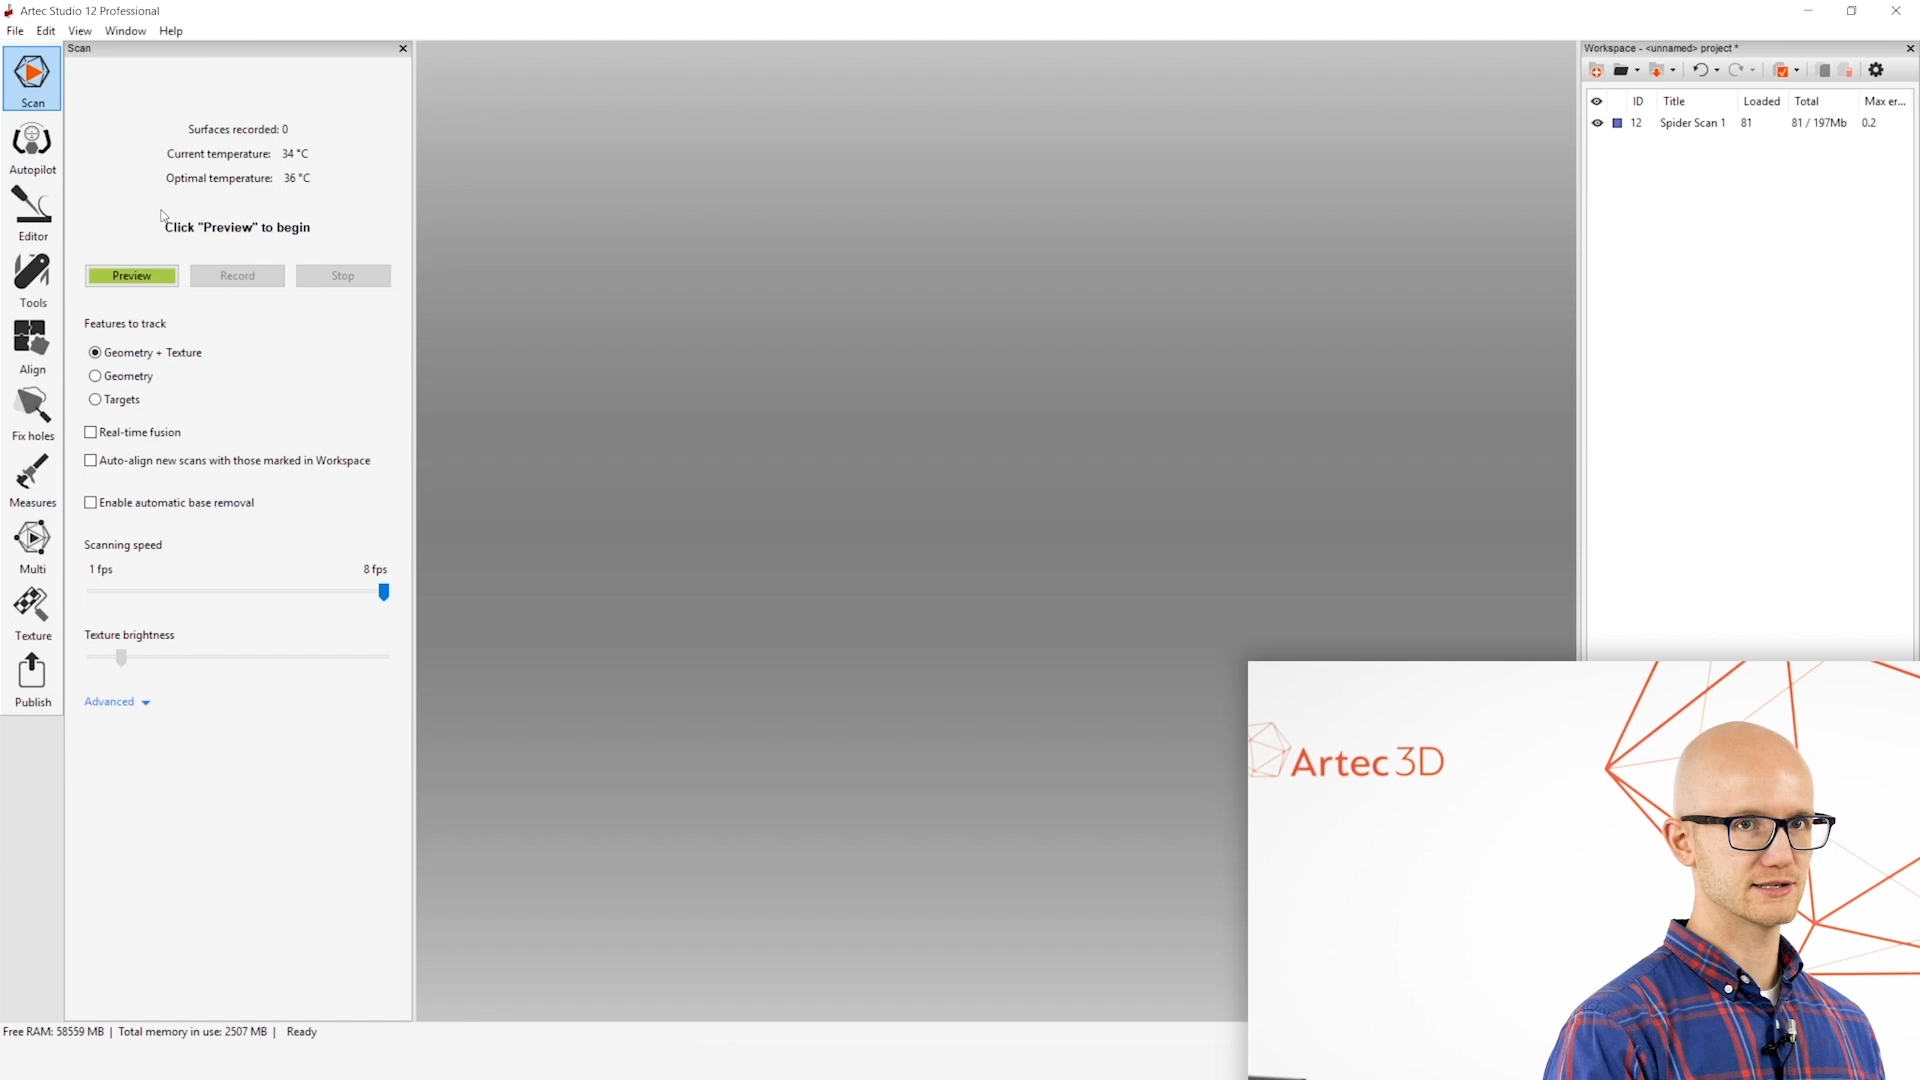 Artec Studio 12 Professional
File Edit View Window Help
Scan
Workspace - <unnamed> project *
Scan
Autopilot
Editor
Tools
Align
Fix holes
Measures
Multi
Texture
Publish
Surfaces recorded: 0
Current temperature: 34 °C
Optimal temperature: 36 °C
Click "Preview" to begin
Preview Record Stop
Features to track
Geometry + Texture
Geometry
Targets
Real-time fusion
Auto-align new scans with those marked in Workspace
Enable automatic base removal
Scanning speed
1 fps 8 fps
Texture brightness
Advanced
ID Title Loaded Total Max er...
12 Spider Scan 1 81 81 / 197Mb 0.2
Artec 3D
Free RAM: 58559 MB | Total memory in use: 2507 MB | Ready